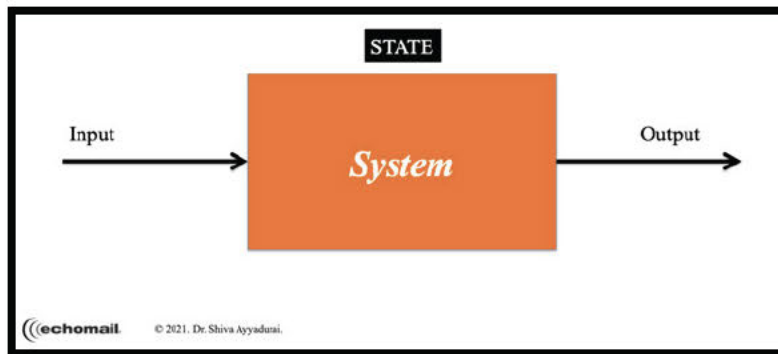 STATE
Input
Output
System
echomail
© 2021. Dr. Shiva Ayyadurai.